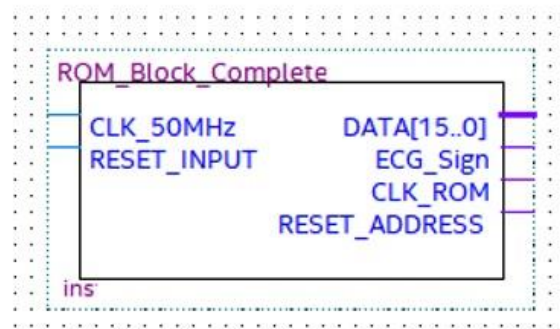 ROM_Block_Complete
CLK_50MHz DATA[15..0]
RESET_INPUT ECG_Sign
CLK_ROM
RESET_ADDRESS
ins